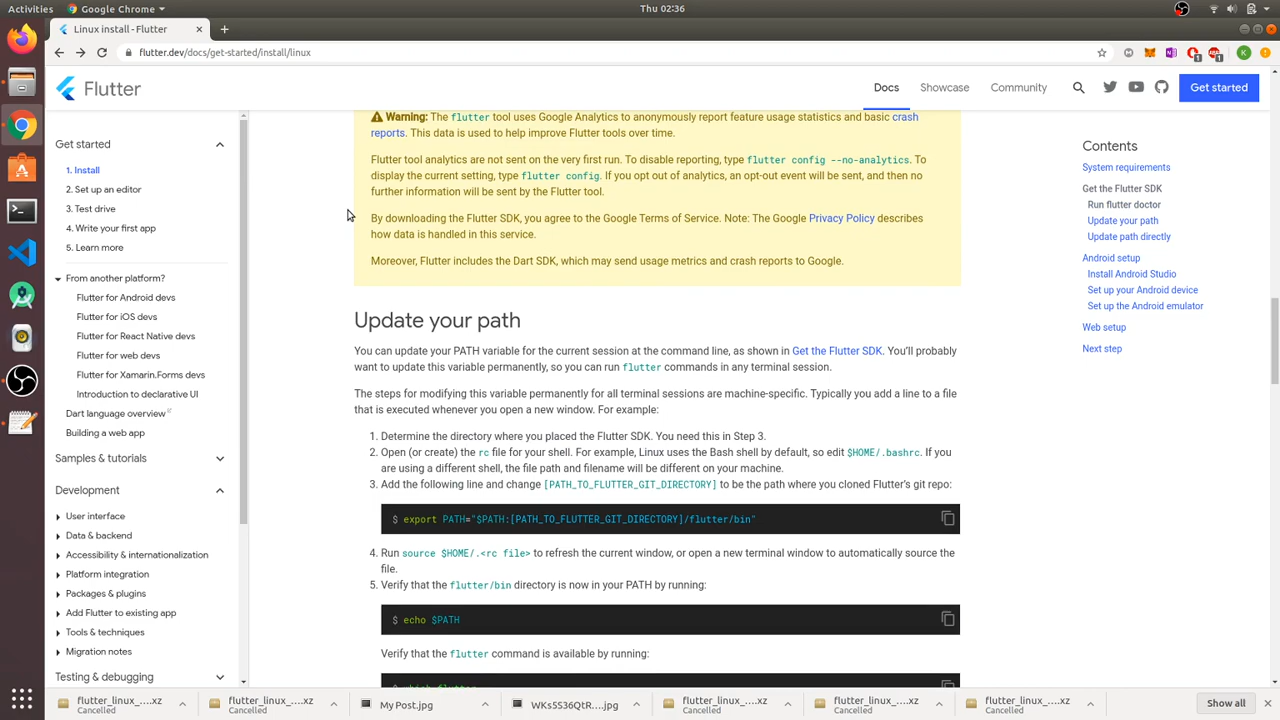 Activities
Google Chrome
Thu 02:36
Linux install - Flutter
flutter.dev/docs/get-started/install/linux
K
1
1
Flutter
Docs
Showcase
Community
Get started
Get started
1. Install
2. Set up an editor
3. Test drive
4. Write your first app
5. Learn more
From another platform?
Flutter for Android devs
Flutter for iOS devs
Flutter for React Native devs
Flutter for web devs
Flutter for Xamarin.Forms devs
Introduction to declarative UI
Dart language overview
Building a web app
Samples & tutorials
Development
User interface
Data & backend
Accessibility & internationalization
Platform integration
Packages & plugins
Add Flutter to existing app
Tools & techniques
Migration notes
Testing & debugging
Warning: The flutter tool uses Google Analytics to anonymously report feature usage statistics and basic crash
reports. This data is used to help improve Flutter tools over time.
Flutter tool analytics are not sent on the very first run. To disable reporting, type flutter config --no-analytics. To
display the current setting, type flutter config. If you opt out of analytics, an opt-out event will be sent, and then no
further information will be sent by the Flutter tool.
By downloading the Flutter SDK, you agree to the Google Terms of Service. Note: The Google Privacy Policy describes
how data is handled in this service.
Moreover, Flutter includes the Dart SDK, which may send usage metrics and crash reports to Google.
Update your path
You can update your PATH variable for the current session at the command line, as shown in Get the Flutter SDK. You'll probably
want to update this variable permanently, so you can run flutter commands in any terminal session.
The steps for modifying this variable permanently for all terminal sessions are machine-specific. Typically you add a line to a file
that is executed whenever you open a new window. For example:
1. Determine the directory where you placed the Flutter SDK. You need this in Step 3.
2. Open (or create) the rc file for your shell. For example, Linux uses the Bash shell by default, so edit $HOME/.bashrc. If you
are using a different shell, the file path and filename will be different on your machine.
3. Add the following line and change [PATH_TO_FLUTTER_GIT_DIRECTORY] to be the path where you cloned Flutter's git repo:
$ export PATH="$PATH:[PATH_TO_FLUTTER_GIT_DIRECTORY]/flutter/bin"
4. Run source $HOME/.<rc file> to refresh the current window, or open a new terminal window to automatically source the
file.
5. Verify that the flutter/bin directory is now in your PATH by running:
$ echo $PATH
Verify that the flutter command is available by running:
$ which flutter
Contents
System requirements
Get the Flutter SDK
Run flutter doctor
Update your path
Update path directly
Android setup
Install Android Studio
Set up your Android device
Set up the Android emulator
Web setup
Next step
flutter_linux_....xz
Cancelled
flutter_linux_....xz
Cancelled
My Post.jpg
WKs5S36QtR....jpg
flutter_linux_....xz
Cancelled
flutter_linux_....xz
Cancelled
flutter_linux_....xz
Cancelled
Show all